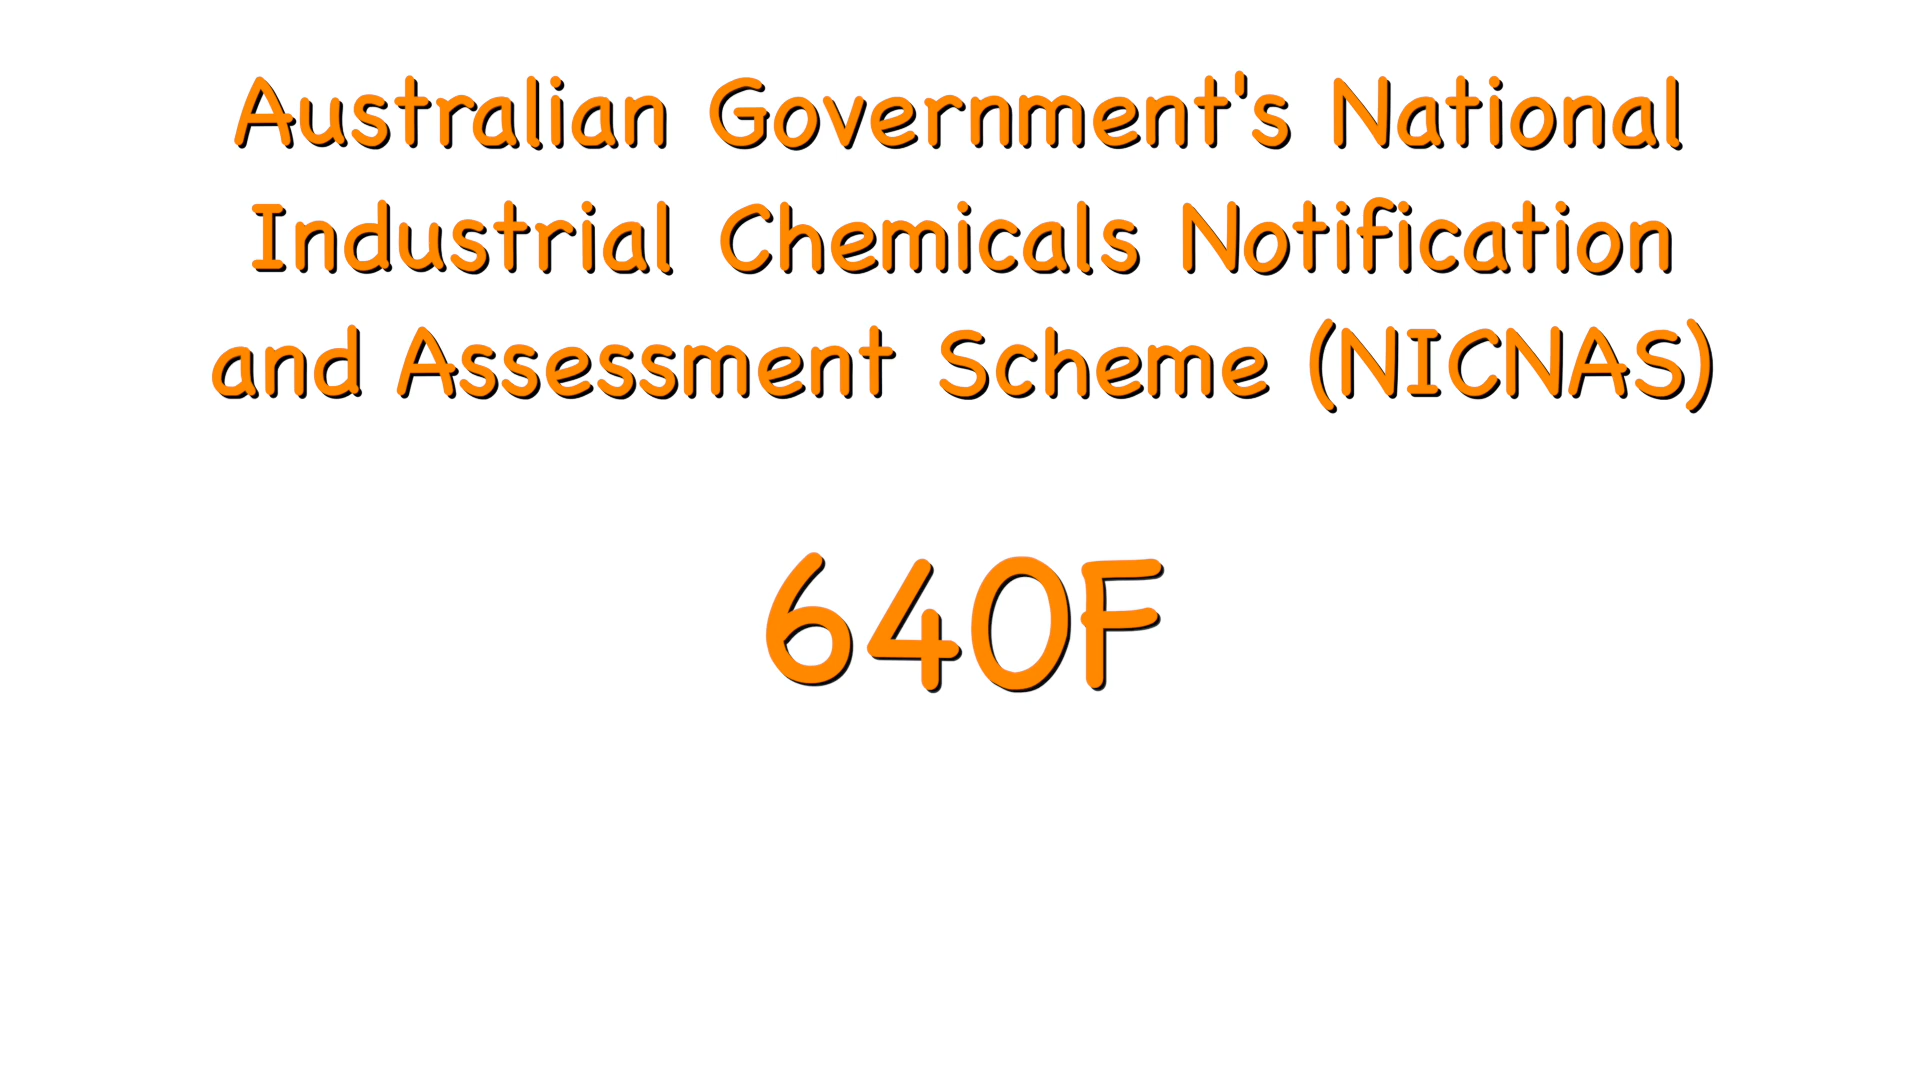 Australian Government's National
Industrial Chemicals Notification
and Assessment Scheme (NICNAS)
640F